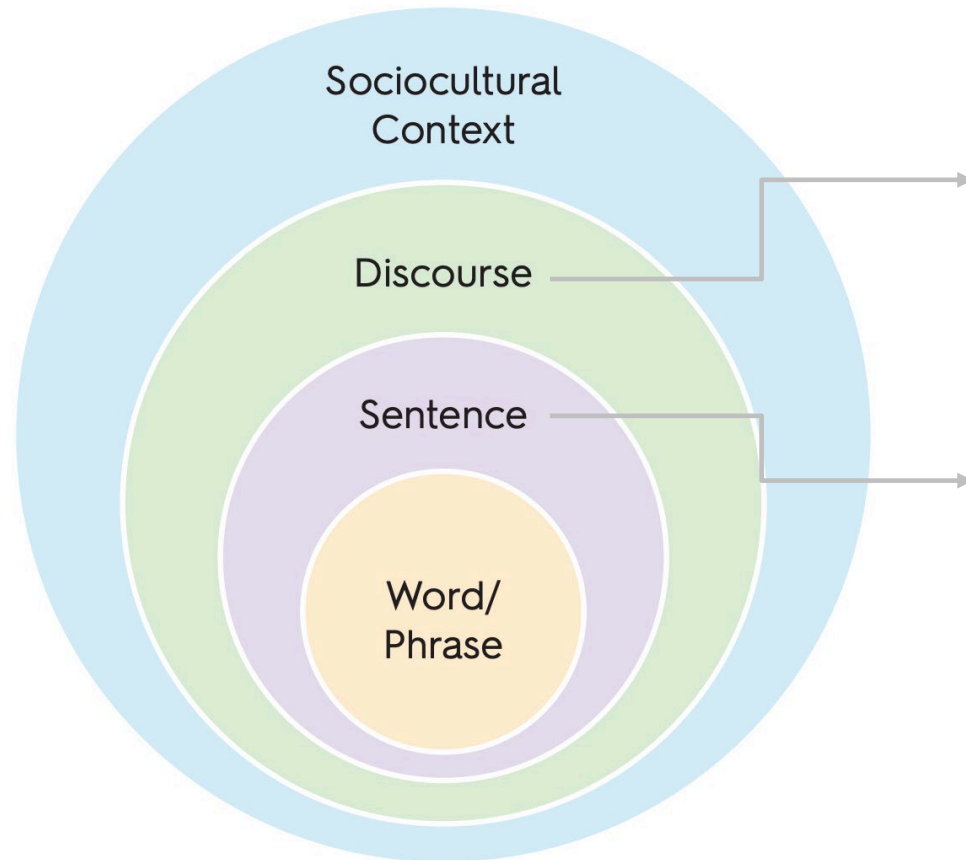 Sociocultural
Context
Discourse
Sentence
Word/
Phrase